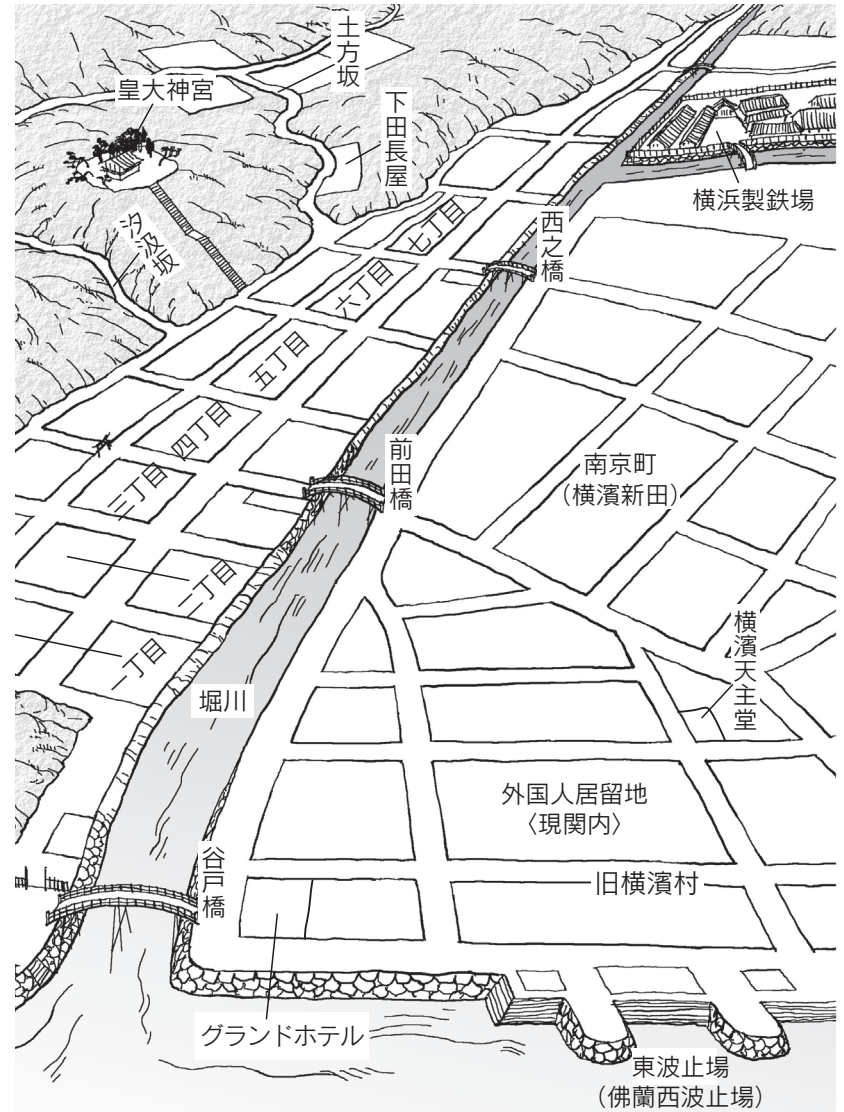 土方坂
皇大神宮
下田長屋
横浜製鉄場
汐汲坂
西之橋
七丁目
六丁目
五丁目
四丁目
三丁目
二丁目
一丁目
前田橋
南京町
（横濱新田）
横濱天主堂
堀川
外国人居留地
〈現関内〉
谷戸橋
旧横濱村
グランドホテル
東波止場
（佛蘭西波止場）